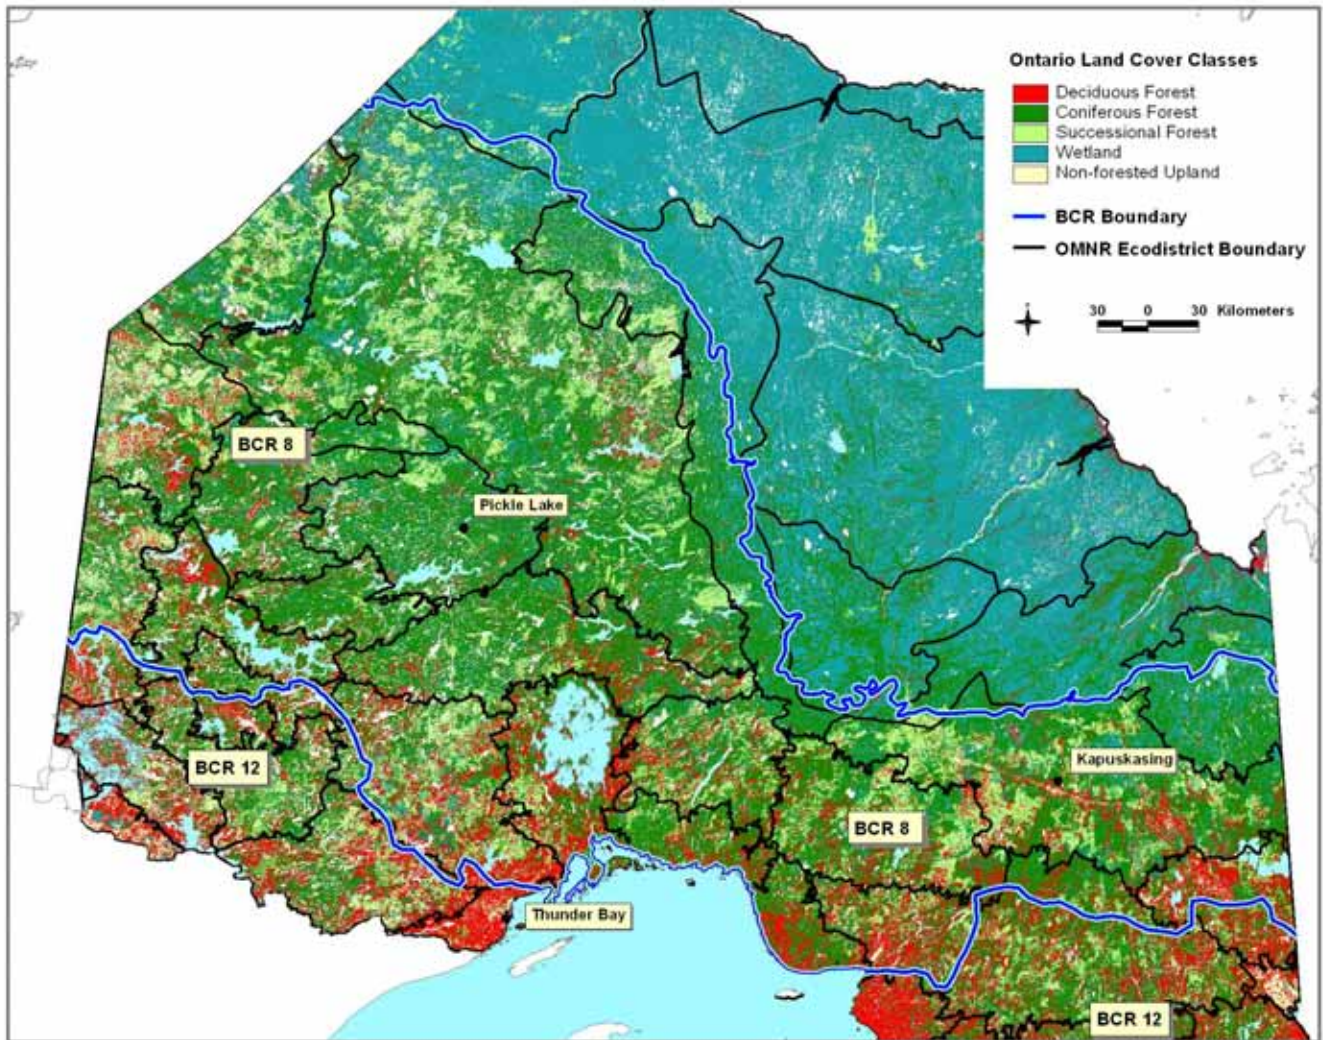 Ontario Land Cover Classes
Deciduous Forest
Coniferous Forest
Successional Forest
Wetland
Non-forested Upland
BCR Boundary
OMNR Ecodistrict Boundary
30 0 30 Kilometers
BCR 8
Pickle Lake
BCR 12
Kapuskasing
BCR 8
Thunder Bay
BCR 12